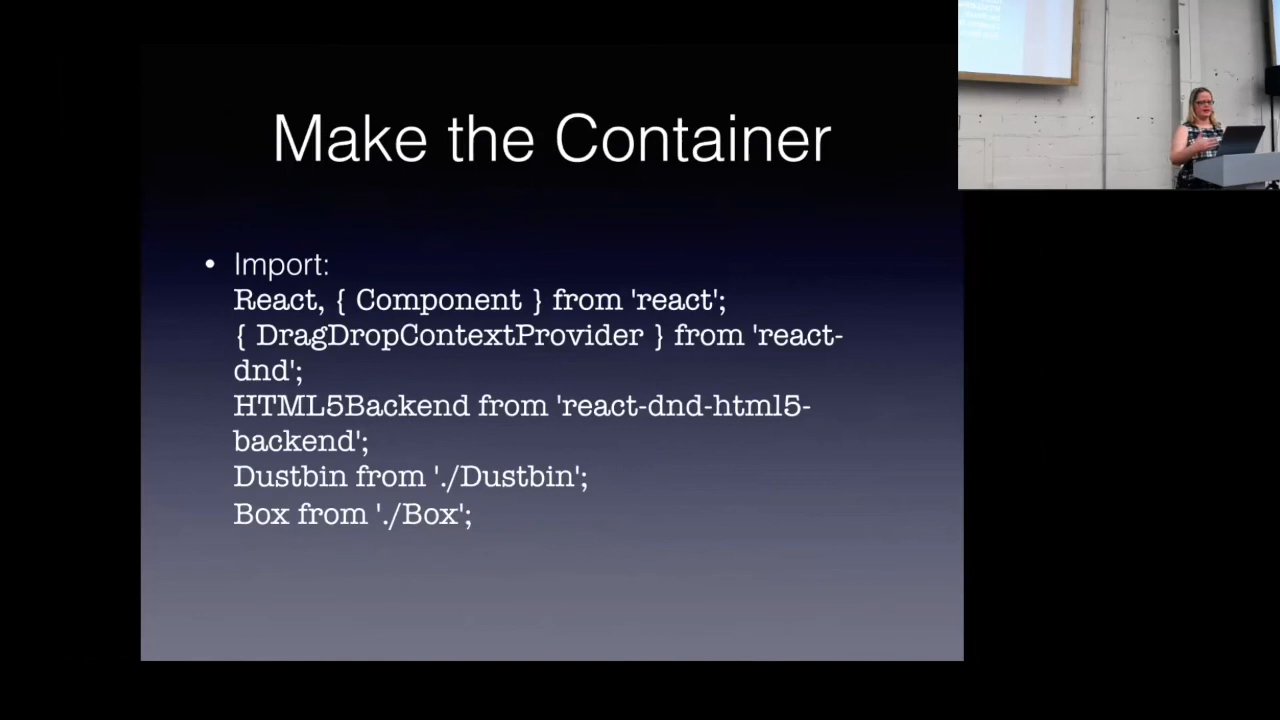 Make the Container
• Import:
React, { Component } from 'react';
{ DragDropContextProvider } from 'react-
dnd';
HTML5Backend from 'react-dnd-html5-
backend';
Dustbin from './Dustbin';
Box from './Box';